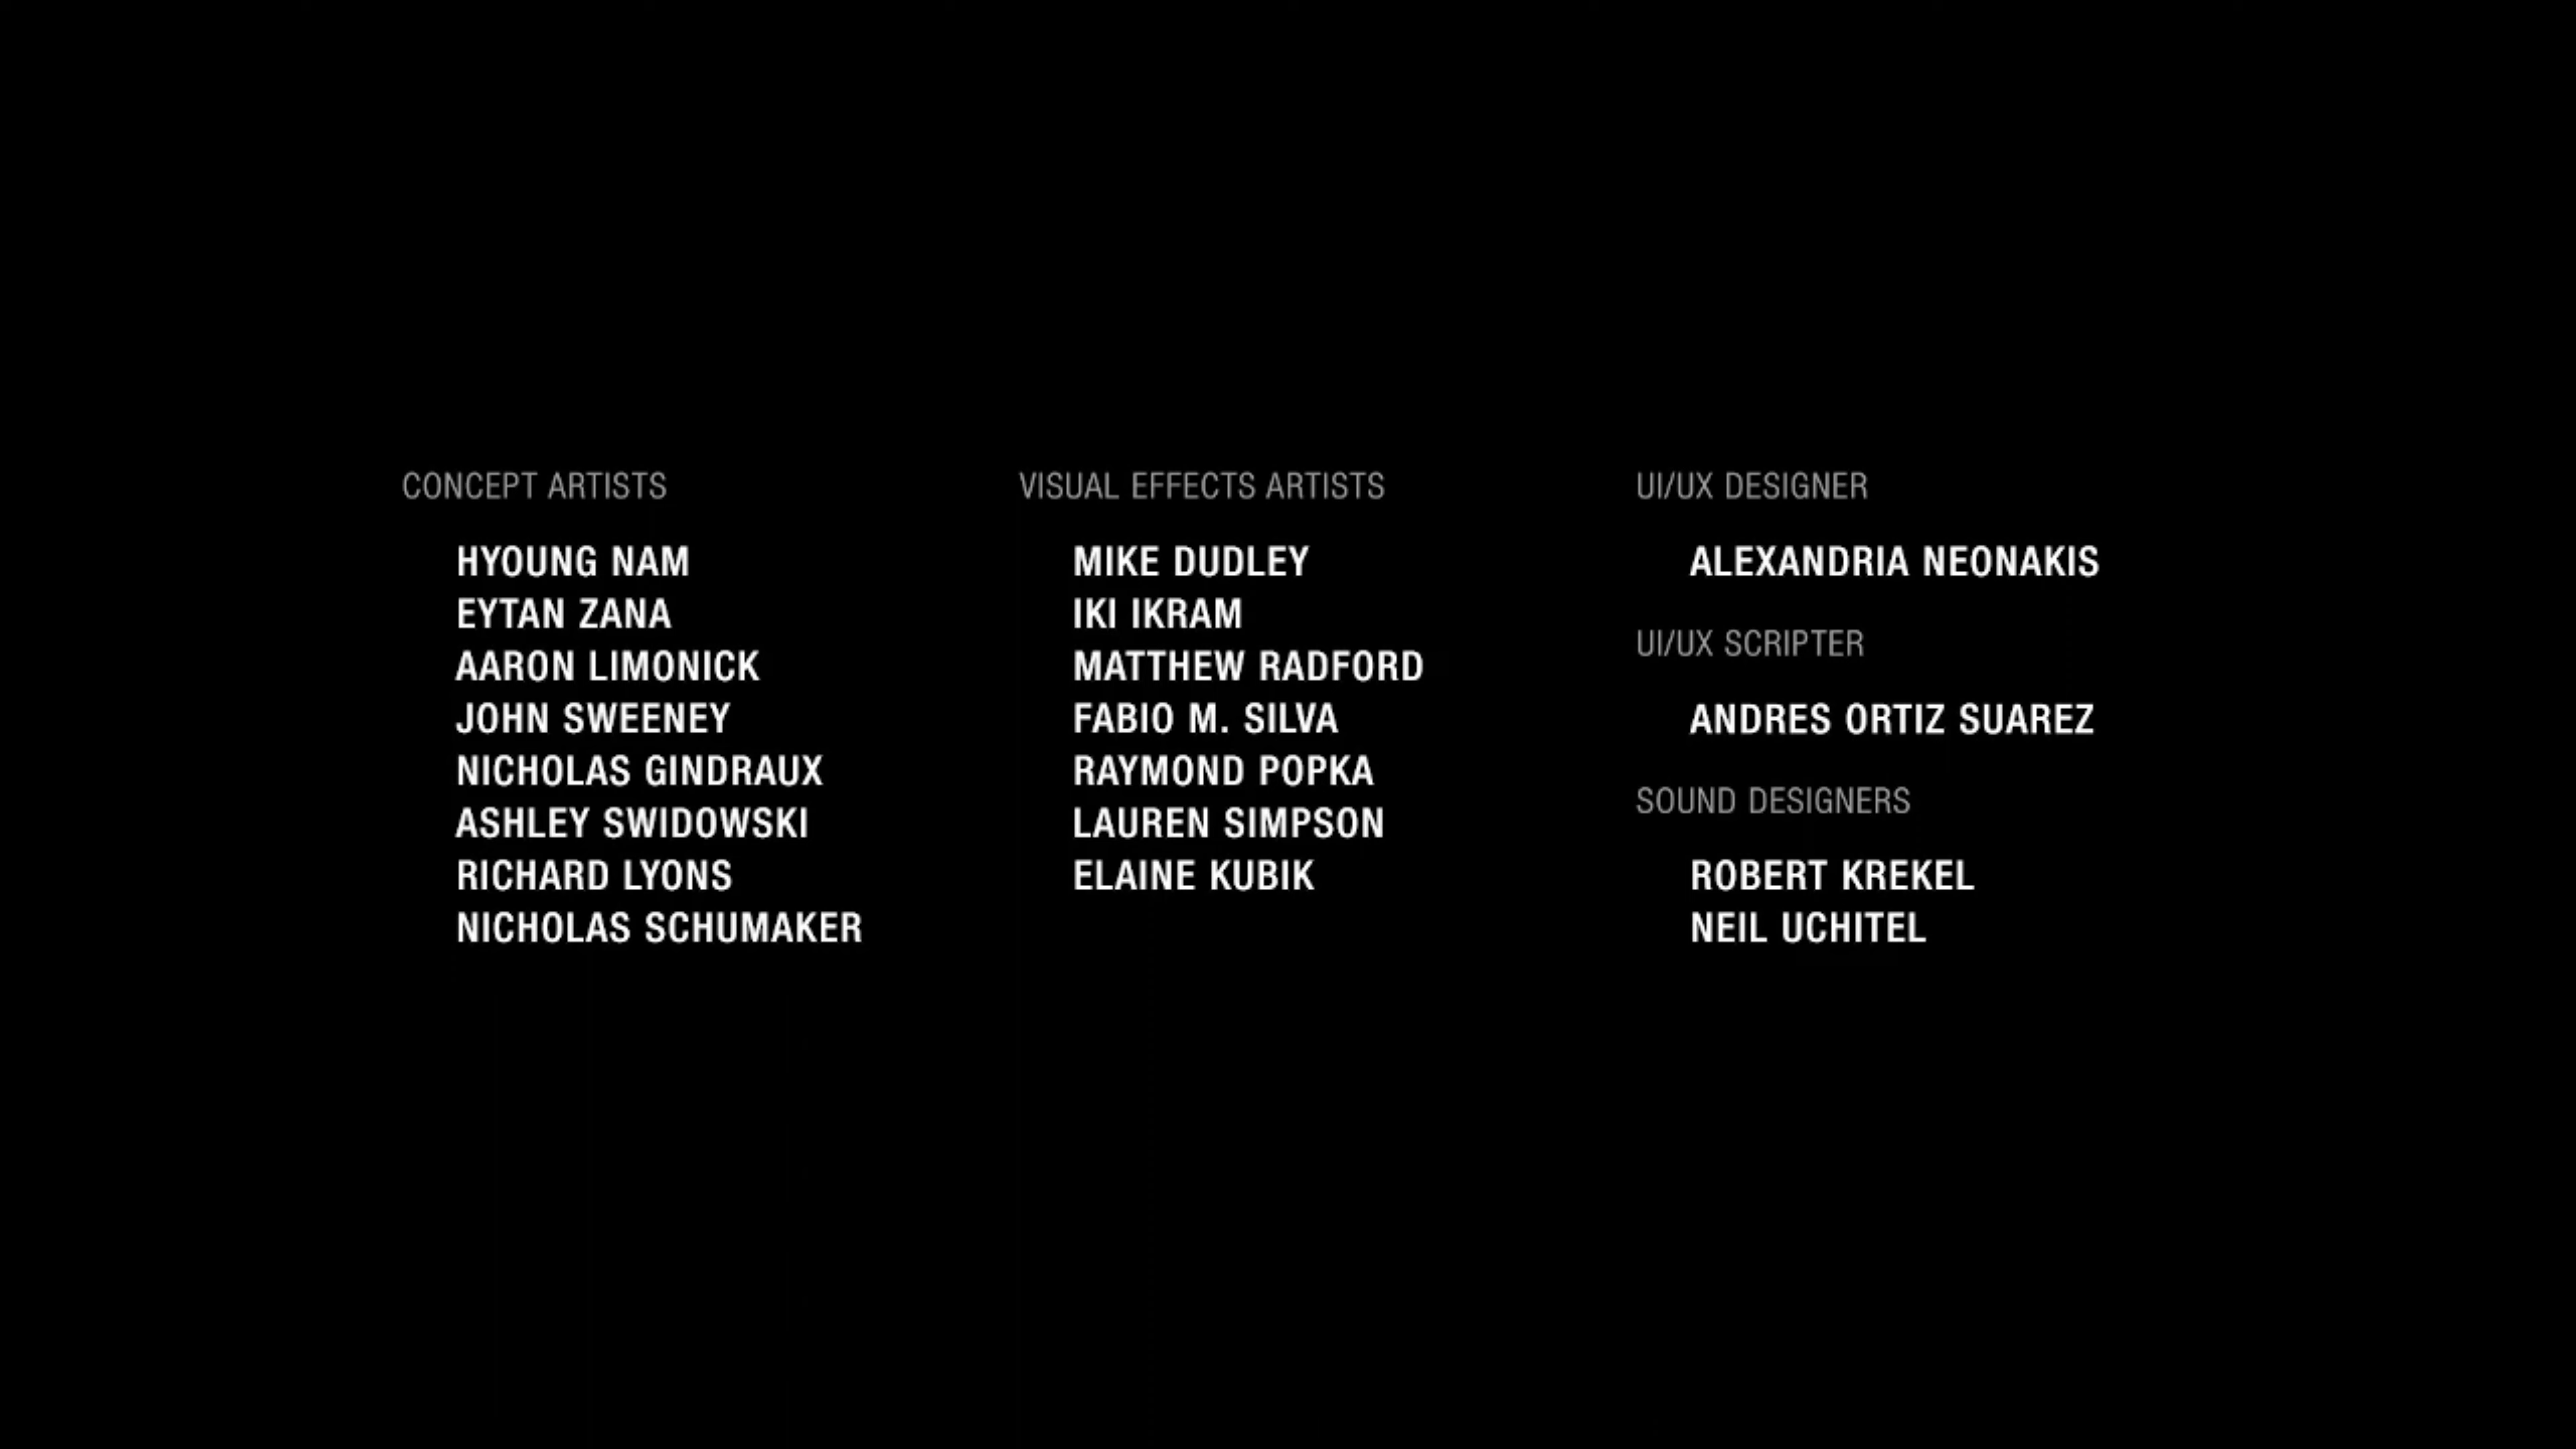 CONCEPT ARTISTS
HYOUNG NAM
EYTAN ZANA
AARON LIMONICK
JOHN SWEENEY
NICHOLAS GINDRAUX
ASHLEY SWIDOWSKI
RICHARD LYONS
NICHOLAS SCHUMAKER
VISUAL EFFECTS ARTISTS
MIKE DUDLEY
IKI IKRAM
MATTHEW RADFORD
FABIO M. SILVA
RAYMOND POPKA
LAUREN SIMPSON
ELAINE KUBIK
UI/UX DESIGNER
ALEXANDRIA NEONAKIS
UI/UX SCRIPTER
ANDRES ORTIZ SUAREZ
SOUND DESIGNERS
ROBERT KREKEL
NEIL UCHITEL